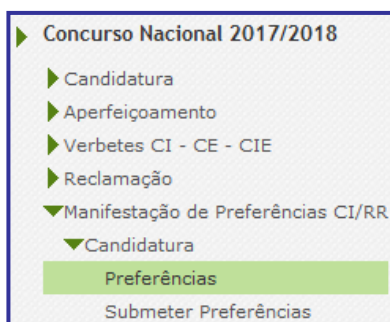 Concurso Nacional 2017/2018
Candidatura
Aperfeiçoamento
Verbetes CI - CE - CIE
Reclamação
Manifestação de Preferências CI/RR
Candidatura
Preferências
Submeter Preferências